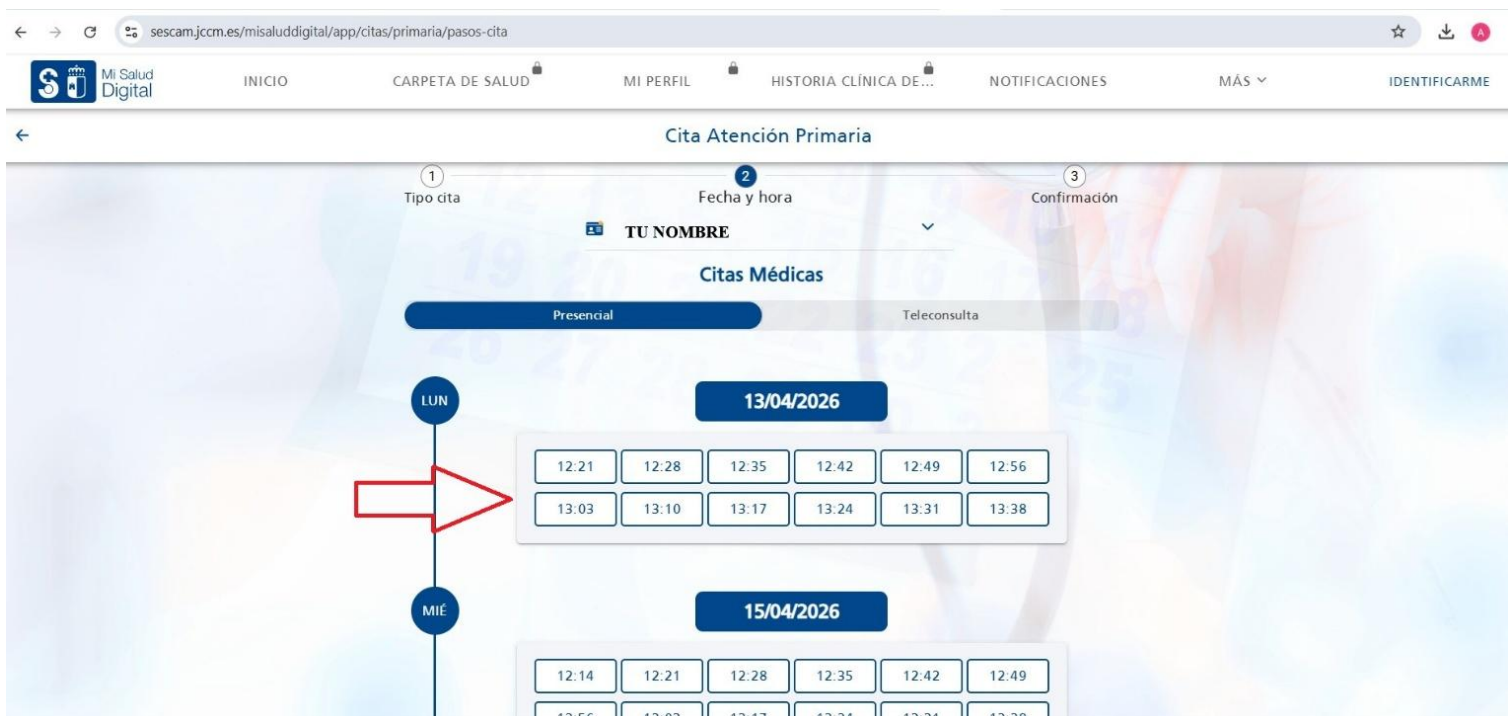 sescam.jccm.es/misaluddigital/app/citas/primaria/pasos-cita
A
S Mi Salud Digital
INICIO
CARPETA DE SALUD
MI PERFIL
HISTORIA CLÍNICA DE...
NOTIFICACIONES
MÁS
IDENTIFICARME
Cita Atención Primaria
1 2 3
Tipo cita Fecha y hora Confirmación
TU NOMBRE
Citas Médicas
Presencial Teleconsulta
LUN 13/04/2026
12:21 12:28 12:35 12:42 12:49 12:56
13:03 13:10 13:17 13:24 13:31 13:38
MIÉ 15/04/2026
12:14 12:21 12:28 12:35 12:42 12:49